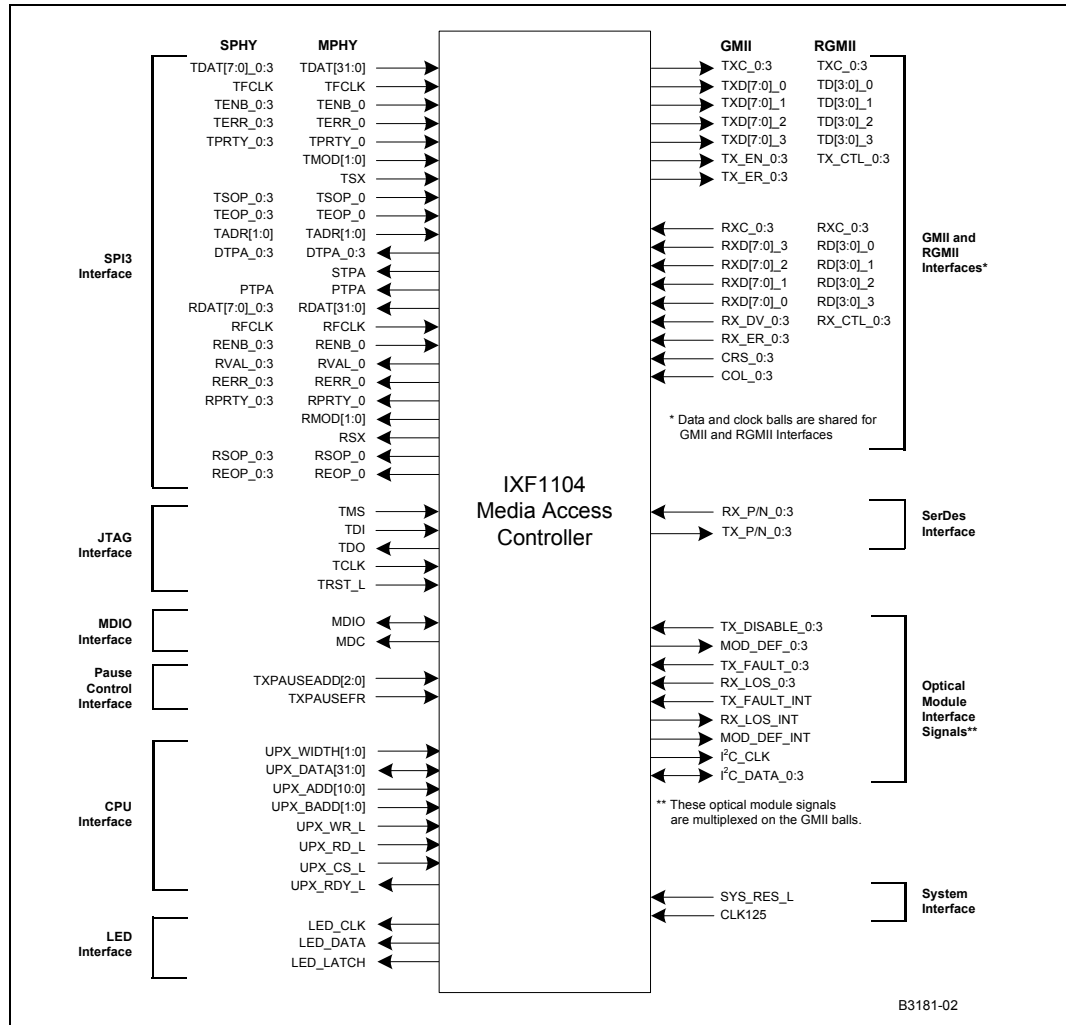 SPHY MPHY
TDAT[7:0]_0:3 TDAT[31:0]
TFCLK TFCLK
TENB_0:3 TENB_0
TERR_0:3 TERR_0
TPRTY_0:3 TPRTY_0
TMOD[1:0]
TSX
TSOP_0:3 TSOP_0
TEOP_0:3 TEOP_0
TADR[1:0] TADR[1:0]
DTPA_0:3 DTPA_0:3
STPA
PTPA PTPA
RDAT[7:0]_0:3 RDAT[31:0]
RFCLK RFCLK
RENB_0:3 RENB_0
RVAL_0:3 RVAL_0
RERR_0:3 RERR_0
RPRTY_0:3 RPRTY_0
RMOD[1:0]
RSX
RSOP_0:3 RSOP_0
REOP_0:3 REOP_0
SPI3
Interface
TMS
TDI
TDO
TCLK
TRST_L
JTAG
Interface
MDIO
MDC
MDIO
Interface
TXPAUSEADD[2:0]
TXPAUSEFR
Pause
Control
Interface
UPX_WIDTH[1:0]
UPX_DATA[31:0]
UPX_ADD[10:0]
UPX_BADD[1:0]
UPX_WR_L
UPX_RD_L
UPX_CS_L
UPX_RDY_L
CPU
Interface
LED_CLK
LED_DATA
LED_LATCH
LED
Interface
IXF1104
Media Access
Controller
GMII RGMII
TXC_0:3 TXC_0:3
TXD[7:0]_0 TD[3:0]_0
TXD[7:0]_1 TD[3:0]_1
TXD[7:0]_2 TD[3:0]_2
TXD[7:0]_3 TD[3:0]_3
TX_EN_0:3 TX_CTL_0:3
TX_ER_0:3
RXC_0:3 RXC_0:3
RXD[7:0]_3 RD[3:0]_0
RXD[7:0]_2 RD[3:0]_1
RXD[7:0]_1 RD[3:0]_2
RXD[7:0]_0 RD[3:0]_3
RX_DV_0:3 RX_CTL_0:3
RX_ER_0:3
CRS_0:3
COL_0:3
* Data and clock balls are shared for
GMII and RGMII Interfaces
GMII and
RGMII
Interfaces*
RX_P/N_0:3
TX_P/N_0:3
SerDes
Interface
TX_DISABLE_0:3
MOD_DEF_0:3
TX_FAULT_0:3
RX_LOS_0:3
TX_FAULT_INT
RX_LOS_INT
MOD_DEF_INT
I²C_CLK
I²C_DATA_0:3
Optical
Module
Interface
Signals**
** These optical module signals
are multiplexed on the GMII balls.
SYS_RES_L
CLK125
System
Interface
B3181-02